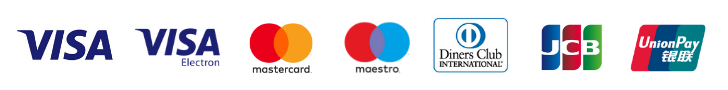 VISA
VISA
Electron
mastercard.
maestro.
Diners Club
INTERNATIONAL®
JCB
UnionPay
银联